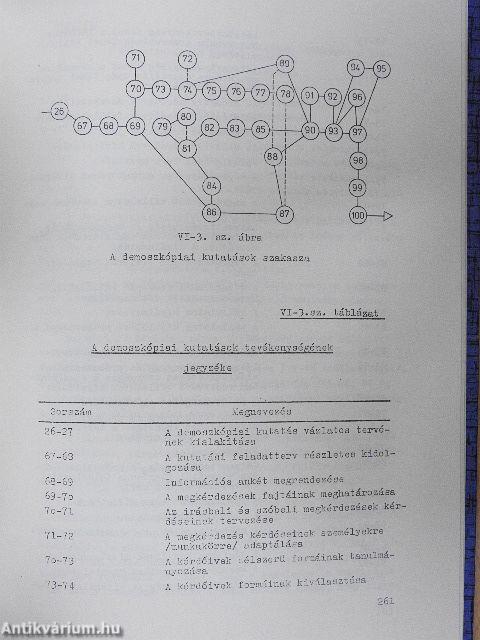 71 72 89 94 95
70 73 74 75 76 77 78 91 92 96
26 80
67 68 69 79 82 83 85 90 93 97
81
88 98
84 99
86 87 100
VI-3. sz. ábra
A demoszkópiai kutatások szakasza
VI-3.sz. táblázat
A demoszkópiai kutatások tevékenységének
jegyzéke
Sorszám Megnevezés
26-27 A demoszkópiai kutatás vázlatos tervé-
nek kialakítása
67-68 A kutatási feladatterv részletes kidol-
gozása
68-69 Információs ankét megrendezése
69-70 A megkérdezések fajtáinak meghatározása
70-71 Az írásbeli és szóbeli megkérdezések kér-
déseinek tervezése
71-72 A megkérdezés kérdéseinek személyekre
/munkakörre/ adaptálása
70-73 A kérdőívek célszerű formáinak tanulmá-
nyozása
73-74 A kérdőívek formáinak kiválasztása
261
Antikvárium.hu